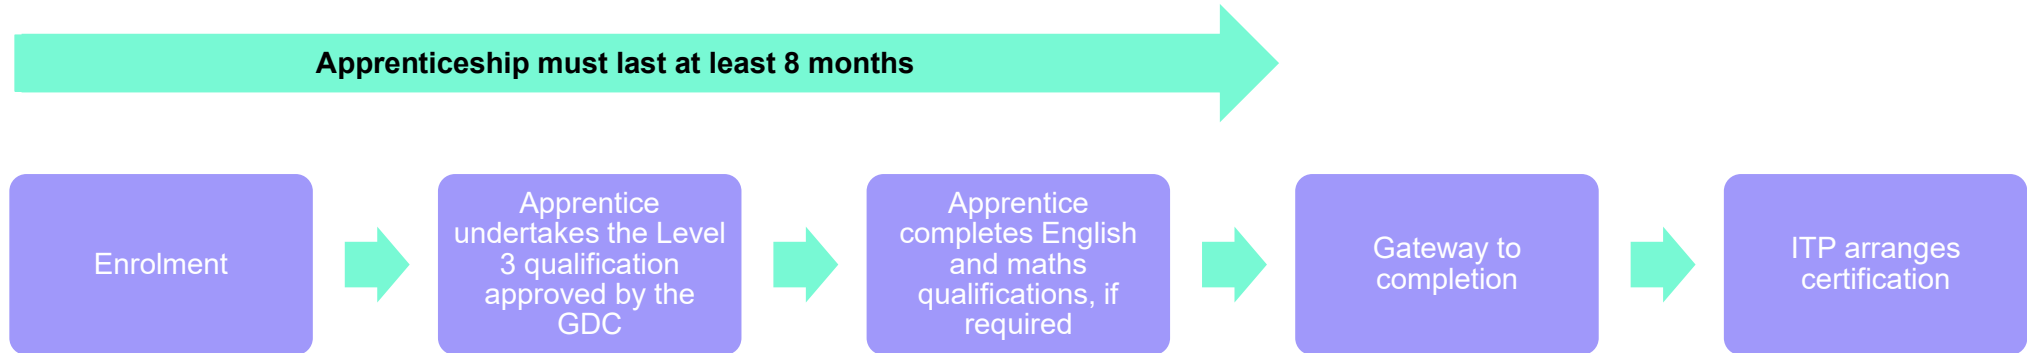 Apprenticeship must last at least 8 months
Enrolment
Apprentice
undertakes the Level
3 qualification
approved by the
GDC
Apprentice
completes English
and maths
qualifications, if
required
Gateway to
completion
ITP arranges
certification